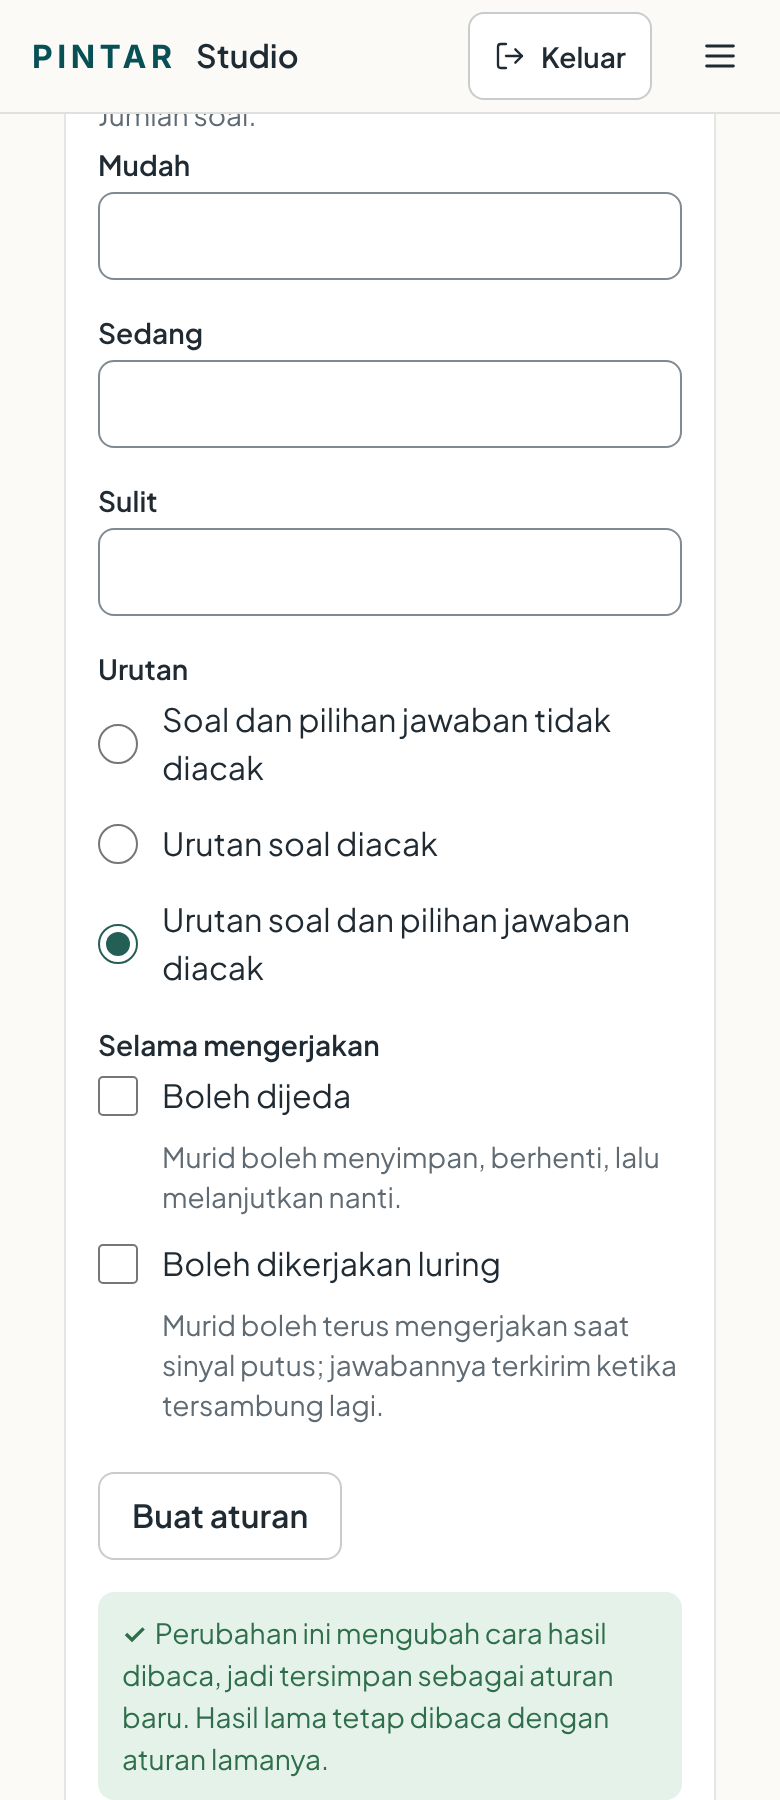 PINTAR Studio
Keluar
Jumlah soal.
Mudah
Sedang
Sulit
Urutan
Soal dan pilihan jawaban tidak
diacak
Urutan soal diacak
Urutan soal dan pilihan jawaban
diacak
Selama mengerjakan
Boleh dijeda
Murid boleh menyimpan, berhenti, lalu
melanjutkan nanti.
Boleh dikerjakan luring
Murid boleh terus mengerjakan saat
sinyal putus; jawabannya terkirim ketika
tersambung lagi.
Buat aturan
✓ Perubahan ini mengubah cara hasil
dibaca, jadi tersimpan sebagai aturan
baru. Hasil lama tetap dibaca dengan
aturan lamanya.